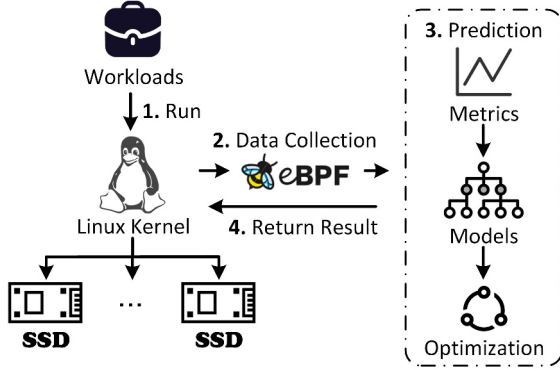 Workloads
1. Run
2. Data Collection
eBPF
Linux Kernel
4. Return Result
SSD
...
SSD
3. Prediction
Metrics
Models
Optimization